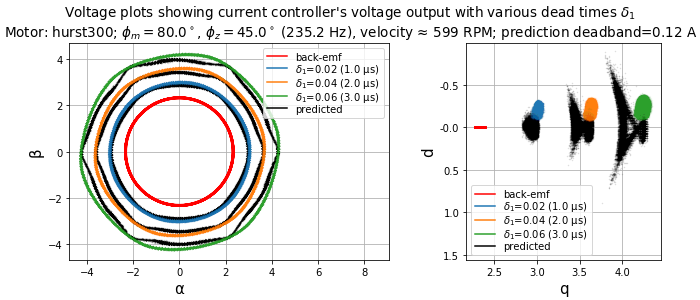 Voltage plots showing current controller's voltage output with various dead times δ₁
Motor: hurst300; ϕₘ = 80.0°, ϕ_z = 45.0° (235.2 Hz), velocity ≈ 599 RPM; prediction deadband=0.12 A
4
2
0
−2
−4
β
−4
−2
0
2
4
6
8
α
back-emf
δ₁=0.02 (1.0 μs)
δ₁=0.04 (2.0 μs)
δ₁=0.06 (3.0 μs)
predicted
-0.5
-0.0
0.5
1.0
1.5
d
2.5
3.0
3.5
4.0
q
back-emf
δ₁=0.02 (1.0 μs)
δ₁=0.04 (2.0 μs)
δ₁=0.06 (3.0 μs)
predicted